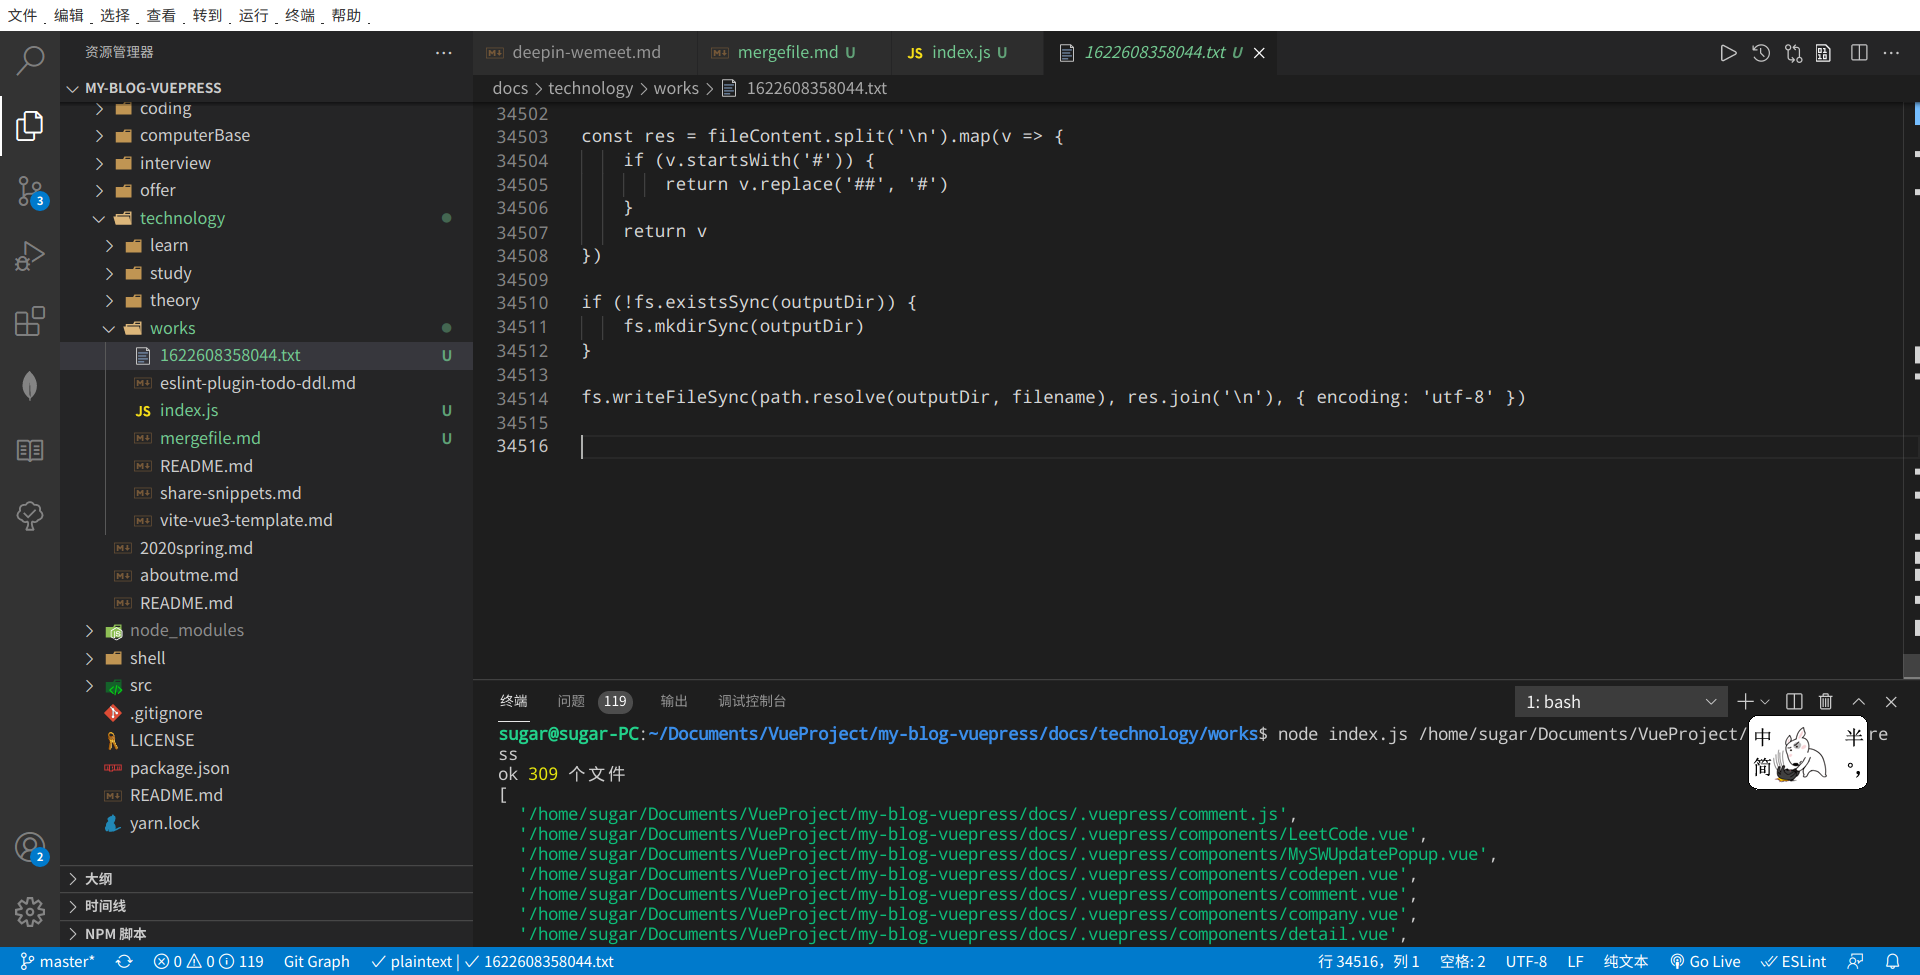 文件 编辑 选择 查看 转到 运行 终端 帮助
资源管理器
MY-BLOG-VUEPRESS
coding
computerBase
interview
offer
technology
learn
study
theory
works
1622608358044.txt U
eslint-plugin-todo-ddl.md
JS index.js U
mergefile.md U
README.md
share-snippets.md
vite-vue3-template.md
2020spring.md
aboutme.md
README.md
node_modules
shell
src
.gitignore
LICENSE
package.json
README.md
yarn.lock
大纲
时间线
NPM 脚本
3
2
deepin-wemeet.md mergefile.md U JS index.js U 1622608358044.txt U
docs > technology > works > 1622608358044.txt
34502
34503 const res = fileContent.split('\n').map(v => {
34504 if (v.startsWith('#')) {
34505 return v.replace('##', '#')
34506 }
34507 return v
34508 })
34509
34510 if (!fs.existsSync(outputDir)) {
34511 fs.mkdirSync(outputDir)
34512 }
34513
34514 fs.writeFileSync(path.resolve(outputDir, filename), res.join('\n'), { encoding: 'utf-8' })
34515
34516
终端 问题 119 输出 调试控制台 1: bash
sugar@sugar-PC:~/Documents/VueProject/my-blog-vuepress/docs/technology/works$ node index.js /home/sugar/Documents/VueProject/ re
ss
ok 309 个文件
[
'/home/sugar/Documents/VueProject/my-blog-vuepress/docs/.vuepress/comment.js',
'/home/sugar/Documents/VueProject/my-blog-vuepress/docs/.vuepress/components/LeetCode.vue',
'/home/sugar/Documents/VueProject/my-blog-vuepress/docs/.vuepress/components/MySWUpdatePopup.vue',
'/home/sugar/Documents/VueProject/my-blog-vuepress/docs/.vuepress/components/codepen.vue',
'/home/sugar/Documents/VueProject/my-blog-vuepress/docs/.vuepress/components/comment.vue',
'/home/sugar/Documents/VueProject/my-blog-vuepress/docs/.vuepress/components/company.vue',
'/home/sugar/Documents/VueProject/my-blog-vuepress/docs/.vuepress/components/detail.vue',
中 半
简 °,
master* 0 0 119 Git Graph plaintext | 1622608358044.txt 行 34516，列 1 空格: 2 UTF-8 LF 纯文本 Go Live ESLint